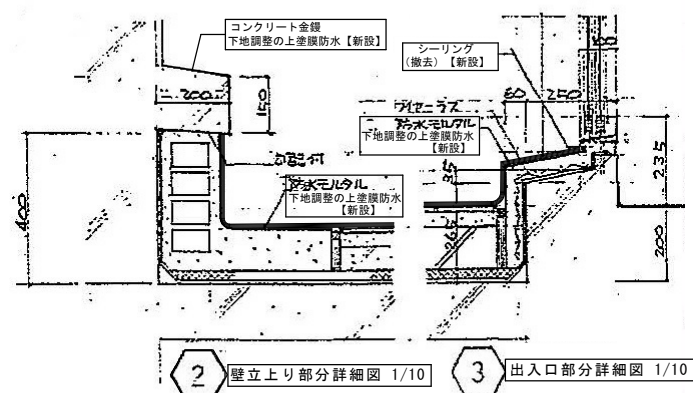 コンクリート金鏝
下地調整の上塗膜防水【新設】
シーリング
(撤去)【新設】
200
150
60
250
ワイヤラス
防水モルタル
下地調整の上塗膜防水
【新設】
235
35
防水モルタル
下地調整の上塗膜防水
【新設】
400
265
200
2
壁立上り部分詳細図 1/10
3
出入口部分詳細図 1/10